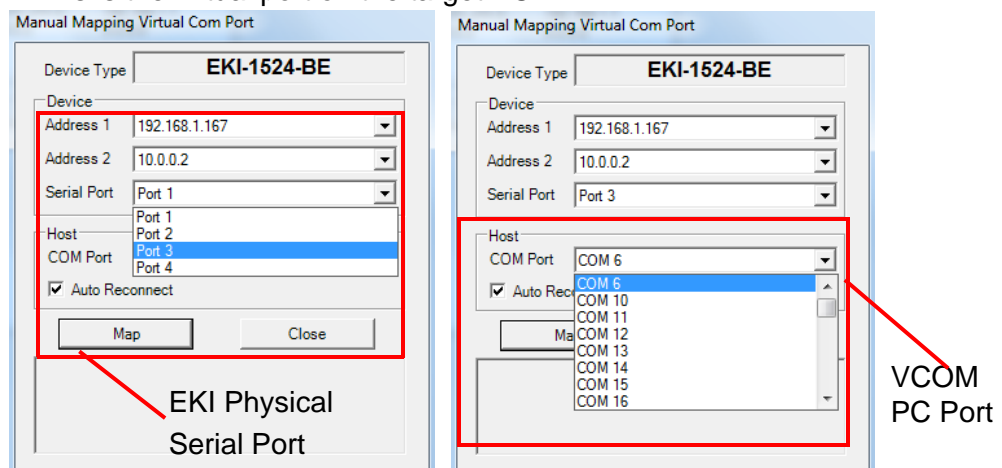 Manual Mapping Virtual Com Port
Device Type EKI-1524-BE
Device
Address 1 192.168.1.167
Address 2 10.0.0.2
Serial Port Port 1
Port 1
Port 2
Port 3
Port 4
Host
COM Port
Auto Reconnect
Map Close
EKI Physical
Serial Port
Manual Mapping Virtual Com Port
Device Type EKI-1524-BE
Device
Address 1 192.168.1.167
Address 2 10.0.0.2
Serial Port Port 3
Host
COM Port COM 6
Auto Rec
COM 6
COM 10
COM 11
COM 12
COM 13
COM 14
COM 15
COM 16
Ma
VCOM
PC Port